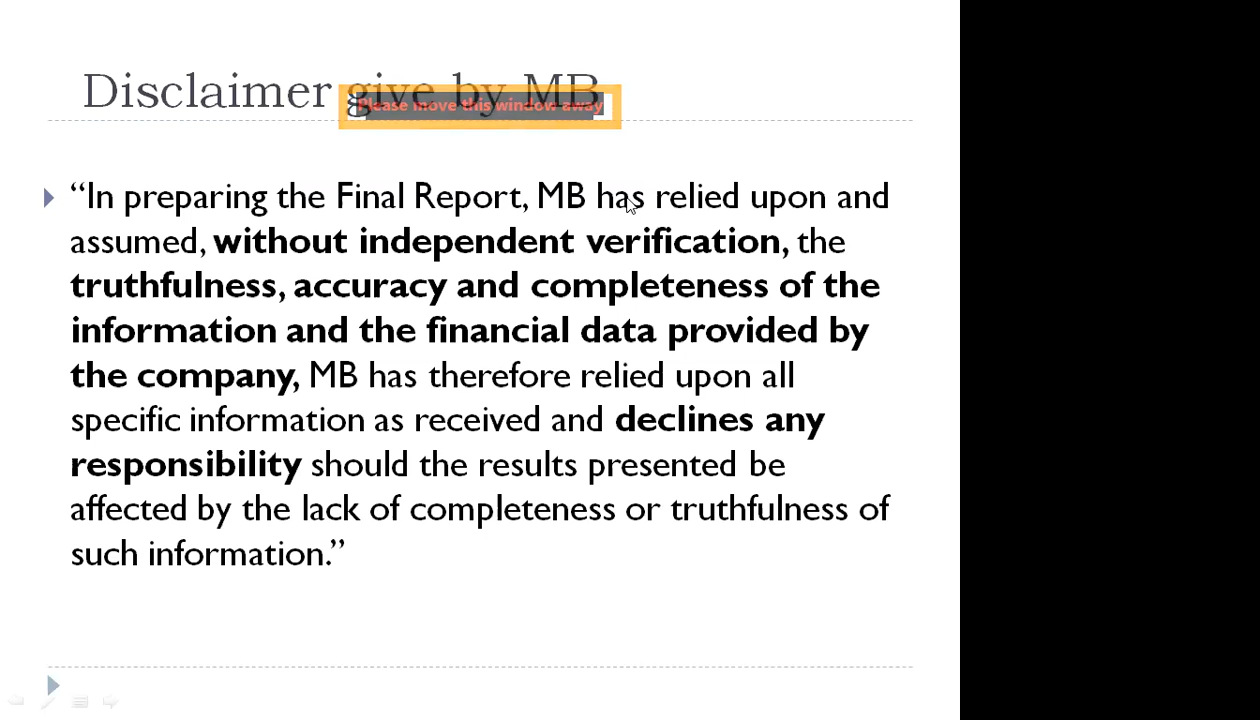 Disclaimer give by MB
Please move this window away
“In preparing the Final Report, MB has relied upon and
assumed, without independent verification, the
truthfulness, accuracy and completeness of the
information and the financial data provided by
the company, MB has therefore relied upon all
specific information as received and declines any
responsibility should the results presented be
affected by the lack of completeness or truthfulness of
such information.”